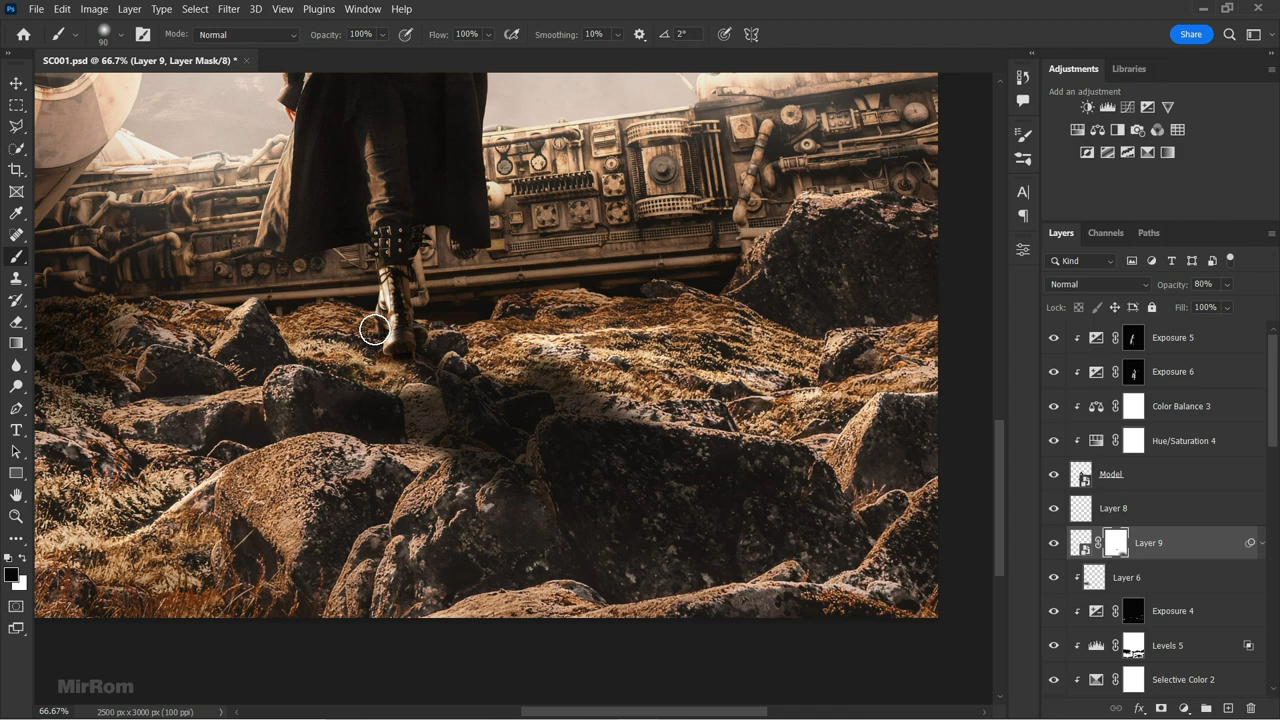 Ps File Edit Image Layer Type Select Filter 3D View Plugins Window Help
90 Mode: Normal Opacity: 100% Flow: 100% Smoothing: 10% 2° Share
SC001.psd @ 66.7% (Layer 9, Layer Mask/8) * ×
Adjustments Libraries
Add an adjustment
Layers Channels Paths
Kind
Normal Opacity: 80%
Lock: Fill: 100%
Exposure 5
Exposure 6
Color Balance 3
Hue/Saturation 4
Model
Layer 8
Layer 9
Layer 6
Exposure 4
Levels 5
Selective Color 2
MirRom
66.67% 2500 px x 3000 px (100 ppi)